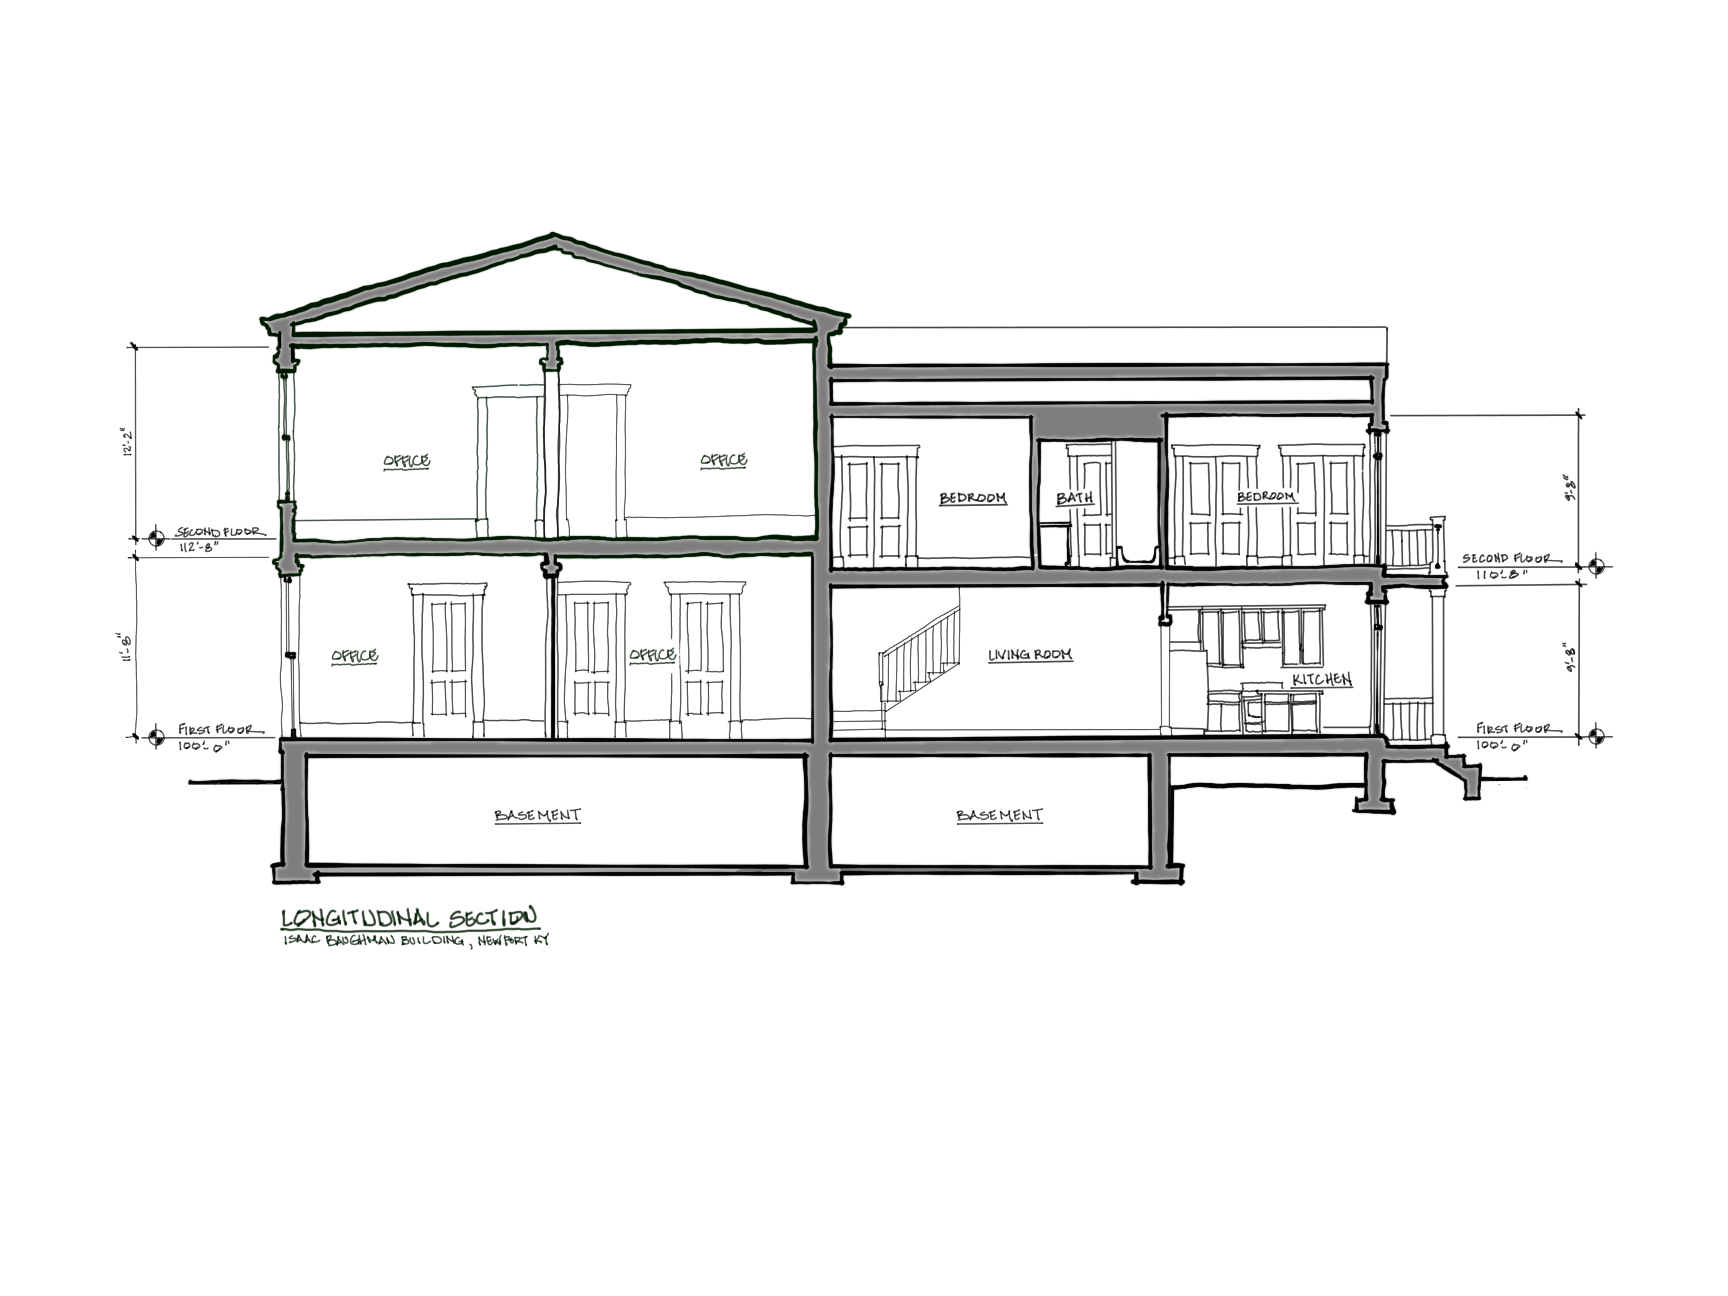 12'-2"
OFFICE
OFFICE
BEDROOM
BATH
BEDROOM
9'-8"
SECOND FLOOR
112'-8"
SECOND FLOOR
110'-8"
11'-8"
OFFICE
OFFICE
LIVING ROOM
KITCHEN
9'-8"
FIRST FLOOR
100'-0"
FIRST FLOOR
100'-0"
BASEMENT
BASEMENT
LONGITUDINAL SECTION
ISAAC BAUGHMAN BUILDING, NEWPORT KY